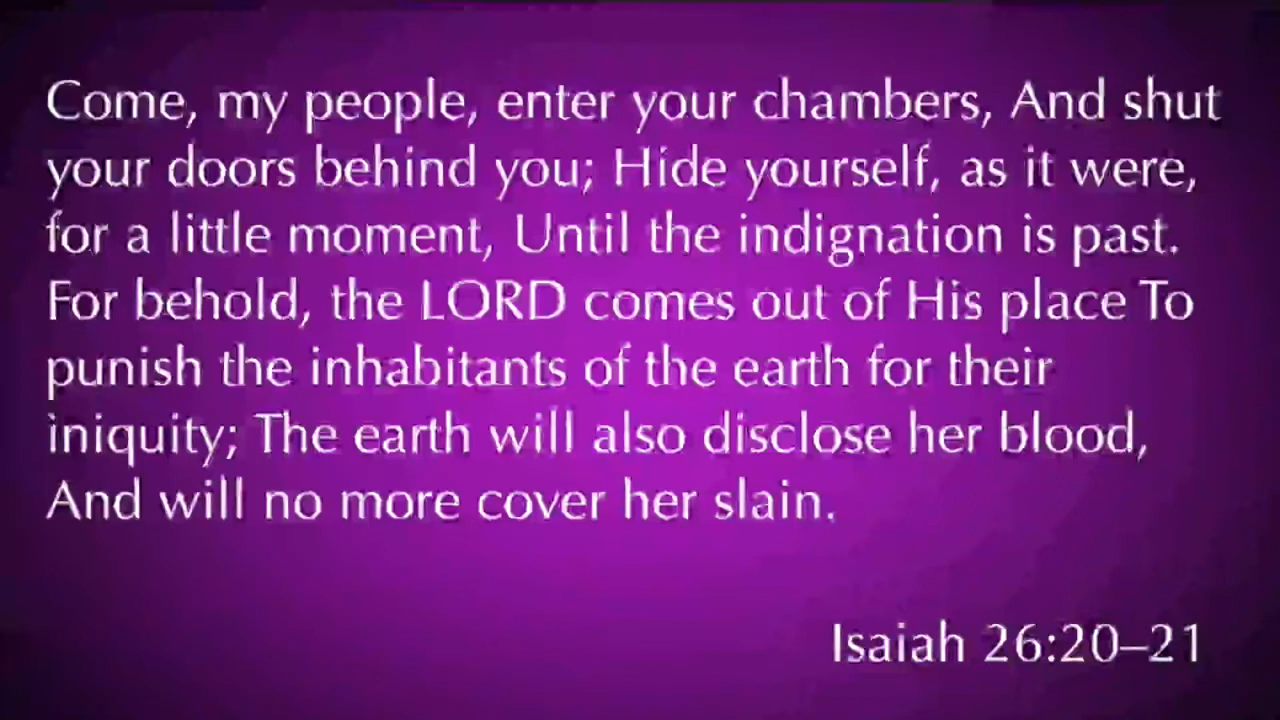 Come, my people, enter your chambers, And shut
your doors behind you; Hide yourself, as it were,
for a little moment, Until the indignation is past.
For behold, the LORD comes out of His place To
punish the inhabitants of the earth for their
iniquity; The earth will also disclose her blood,
And will no more cover her slain.
Isaiah 26:20–21